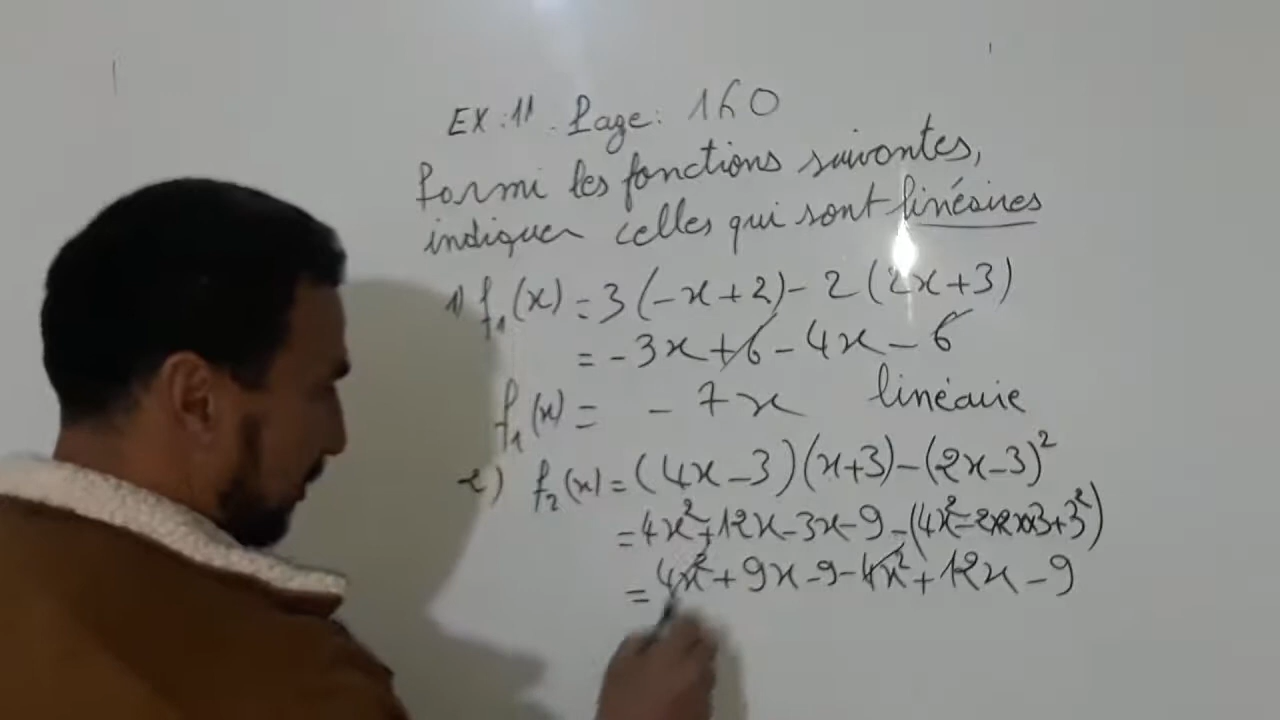 EX:11. Page: 160
Parmi les fonctions suivantes,
indiquer celles qui sont linéaires
1) f₁(x) = 3(-x+2)-2(2x+3)
= -3x+6-4x-6
f₁(x) = -7x linéaire
2) f₂(x) = (4x-3)(x+3)-(2x-3)²
= 4x²+12x-3x-9-(4x²-2×2x×3+3²)
= 4x²+9x-9-4x²+12x-9